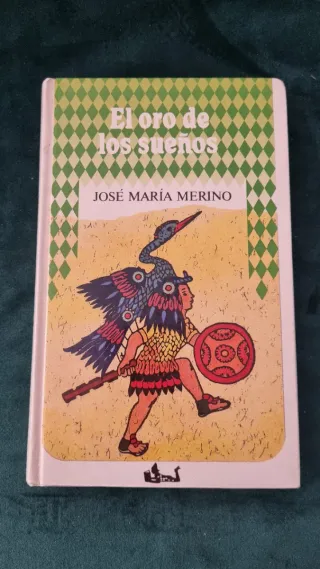 El oro de
los sueños
JOSÉ MARÍA MERINO